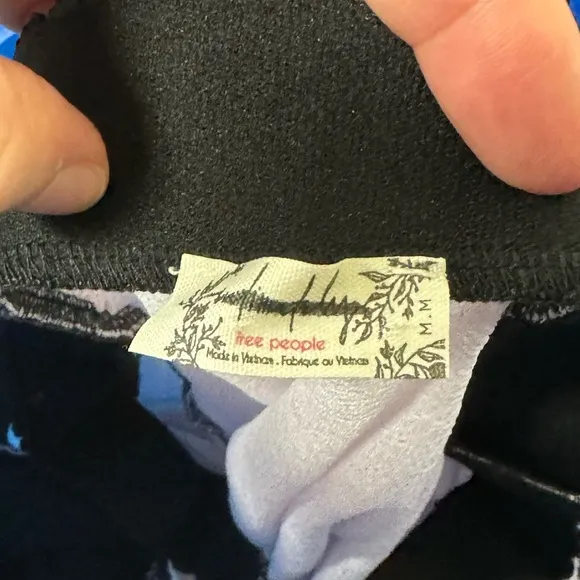 free people
Made in Vietnam . Fabriqué au Vietnam
M M